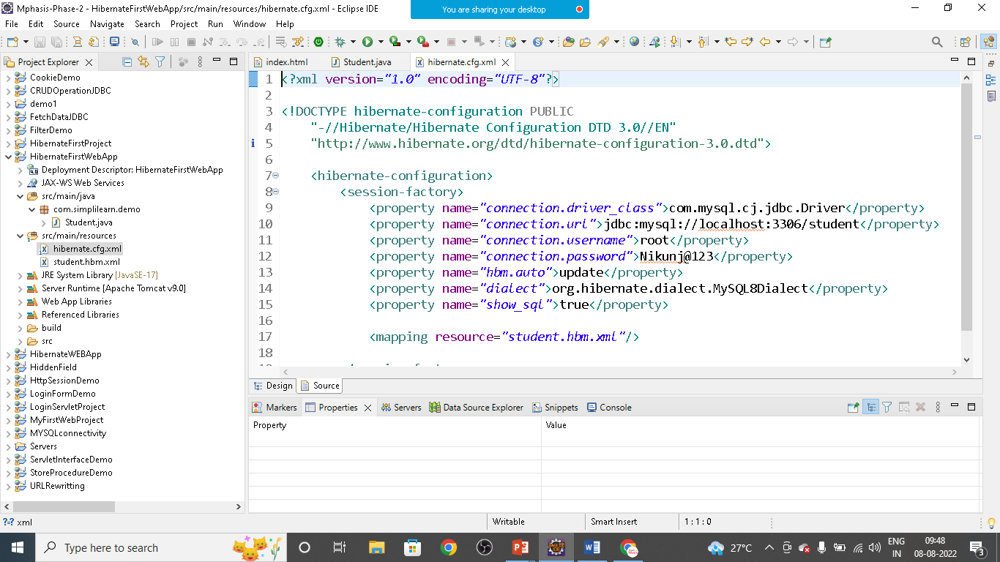 Mphasis-Phase-2 - HibernateFirstWebApp/src/main/resources/hibernate.cfg.xml - Eclipse IDE
You are sharing your desktop
File Edit Source Navigate Search Project Run Window Help
Project Explorer
index.html Student.java hibernate.cfg.xml
CookieDemo
CRUDOperationJDBC
demo1
FetchDataJDBC
FilterDemo
HibernateFirstProject
HibernateFirstWebApp
Deployment Descriptor: HibernateFirstWebApp
JAX-WS Web Services
src/main/java
com.simplilearn.demo
Student.java
src/main/resources
hibernate.cfg.xml
student.hbm.xml
JRE System Library [JavaSE-17]
Server Runtime [Apache Tomcat v9.0]
Web App Libraries
Referenced Libraries
build
src
HibernateWEBApp
HiddenField
HttpSessionDemo
LoginFormDemo
LoginServletProject
MyFirstWebProject
MYSQLconnectivity
Servers
ServletInterfaceDemo
StoreProcedureDemo
URLRewritting
1 <?xml version="1.0" encoding="UTF-8"?>
2
3 <!DOCTYPE hibernate-configuration PUBLIC
4 "-//Hibernate/Hibernate Configuration DTD 3.0//EN"
5 "http://www.hibernate.org/dtd/hibernate-configuration-3.0.dtd">
6
7 <hibernate-configuration>
8 <session-factory>
9 <property name="connection.driver_class">com.mysql.cj.jdbc.Driver</property>
10 <property name="connection.url">jdbc:mysql://localhost:3306/student</property>
11 <property name="connection.username">root</property>
12 <property name="connection.password">Nikunj@123</property>
13 <property name="hbm.auto">update</property>
14 <property name="dialect">org.hibernate.dialect.MySQL8Dialect</property>
15 <property name="show_sql">true</property>
16
17 <mapping resource="student.hbm.xml"/>
18
Design Source
Markers Properties Servers Data Source Explorer Snippets Console
Property Value
xml Writable Smart Insert 1 : 1 : 0
Type here to search
27°C
ENG
IN
09:48
08-08-2022
3